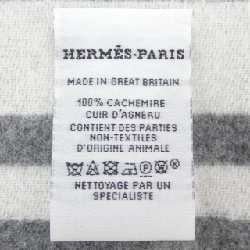 HERMÈS-PARIS
MADE IN GREAT BRITAIN
100% CACHEMIRE
CUIR D'AGNEAU
CONTIENT DES PARTIES
NON-TEXTILES
D'ORIGINE ANIMALE
NETTOYAGE PAR UN
SPECIALISTE